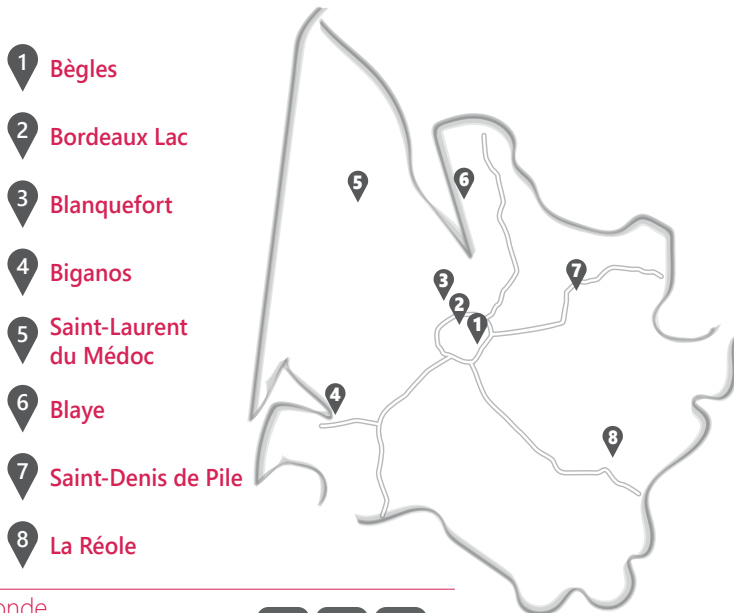 1 Bègles
2 Bordeaux Lac
3 Blanquefort
4 Biganos
5 Saint-Laurent
du Médoc
6 Blaye
7 Saint-Denis de Pile
8 La Réole
5
6
7
3
2
1
4
8